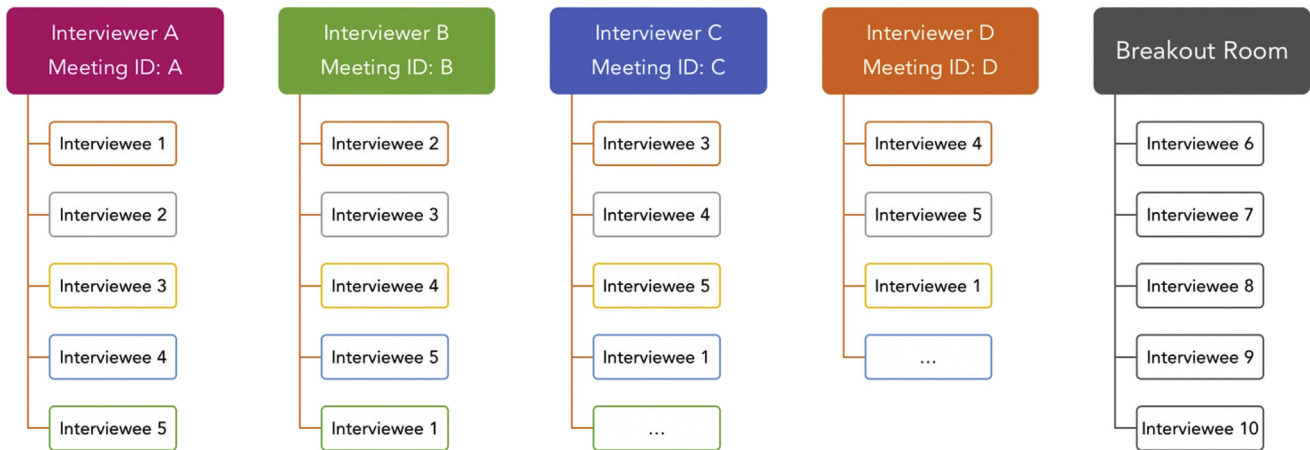 Interviewer A
Meeting ID: A
Interviewee 1
Interviewee 2
Interviewee 3
Interviewee 4
Interviewee 5
Interviewer B
Meeting ID: B
Interviewee 2
Interviewee 3
Interviewee 4
Interviewee 5
Interviewee 1
Interviewer C
Meeting ID: C
Interviewee 3
Interviewee 4
Interviewee 5
Interviewee 1
...
Interviewer D
Meeting ID: D
Interviewee 4
Interviewee 5
Interviewee 1
...
Breakout Room
Interviewee 6
Interviewee 7
Interviewee 8
Interviewee 9
Interviewee 10